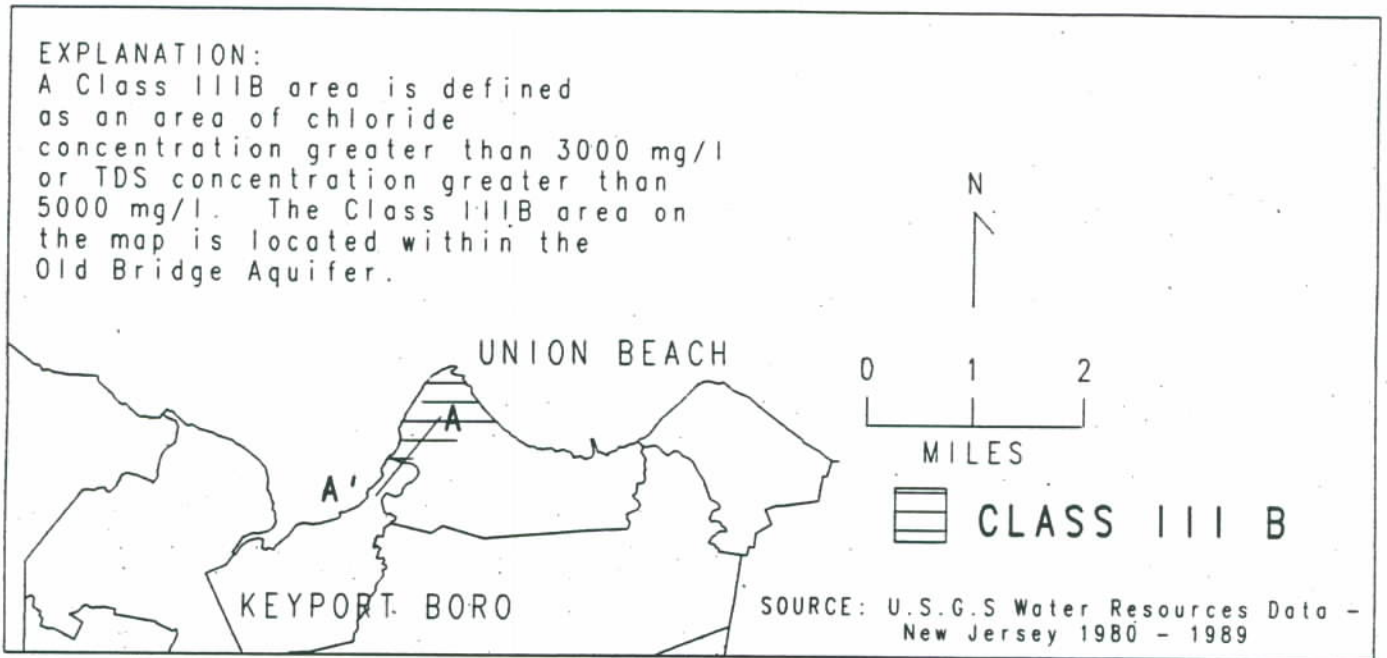 EXPLANATION:
A Class IIIB area is defined
as an area of chloride
concentration greater than 3000 mg/l
or TDS concentration greater than
5000 mg/l. The Class IIIB area on
the map is located within the
Old Bridge Aquifer.
N
UNION BEACH
0 1 2
MILES
A
A'
CLASS III B
KEYPORT BORO
SOURCE: U.S.G.S Water Resources Data -
New Jersey 1980 - 1989